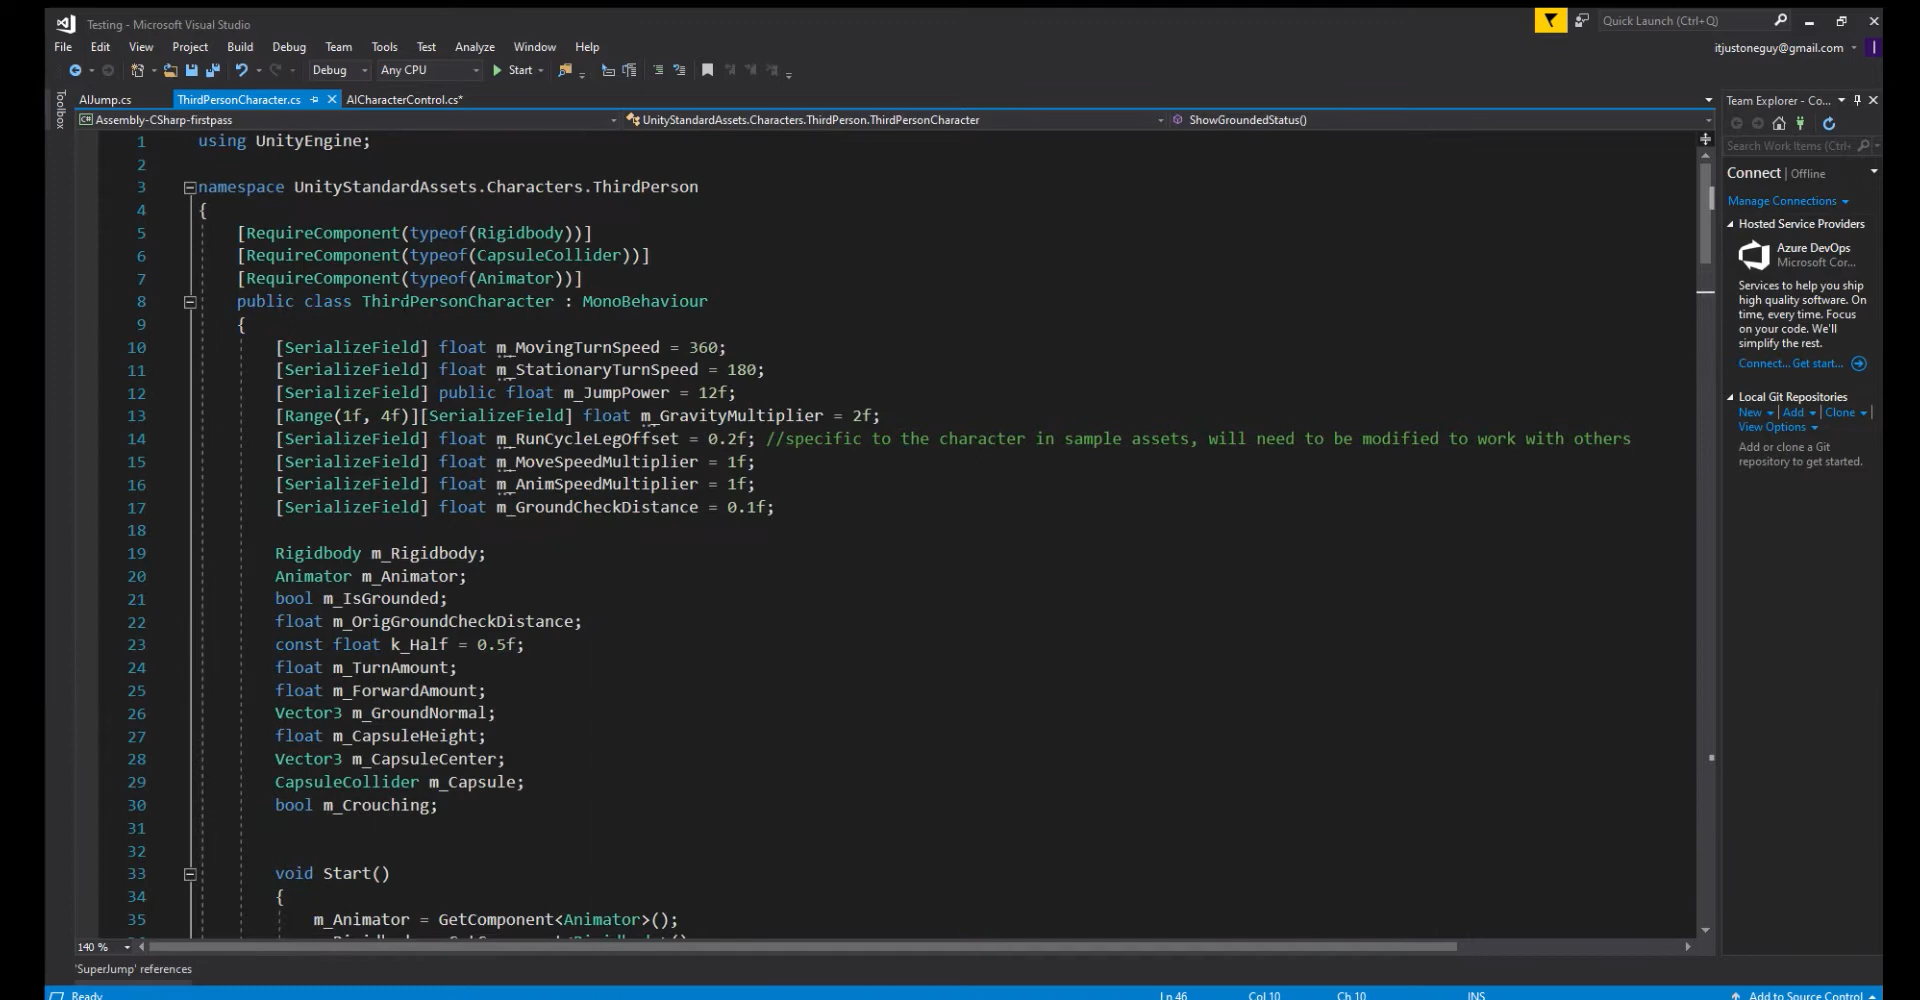 Testing - Microsoft Visual Studio
Quick Launch (Ctrl+Q)
File Edit View Project Build Debug Team Tools Test Analyze Window Help
itjustoneguy@gmail.com
Debug Any CPU Start
Toolbox
AIJump.cs ThirdPersonCharacter.cs AICharacterControl.cs*
Assembly-CSharp-firstpass UnityStandardAssets.Characters.ThirdPerson.ThirdPersonCharacter ShowGroundedStatus()
1 using UnityEngine;
2
3 namespace UnityStandardAssets.Characters.ThirdPerson
4 {
5 [RequireComponent(typeof(Rigidbody))]
6 [RequireComponent(typeof(CapsuleCollider))]
7 [RequireComponent(typeof(Animator))]
8 public class ThirdPersonCharacter : MonoBehaviour
9 {
10 [SerializeField] float m_MovingTurnSpeed = 360;
11 [SerializeField] float m_StationaryTurnSpeed = 180;
12 [SerializeField] public float m_JumpPower = 12f;
13 [Range(1f, 4f)][SerializeField] float m_GravityMultiplier = 2f;
14 [SerializeField] float m_RunCycleLegOffset = 0.2f; //specific to the character in sample assets, will need to be modified to work with others
15 [SerializeField] float m_MoveSpeedMultiplier = 1f;
16 [SerializeField] float m_AnimSpeedMultiplier = 1f;
17 [SerializeField] float m_GroundCheckDistance = 0.1f;
18
19 Rigidbody m_Rigidbody;
20 Animator m_Animator;
21 bool m_IsGrounded;
22 float m_OrigGroundCheckDistance;
23 const float k_Half = 0.5f;
24 float m_TurnAmount;
25 float m_ForwardAmount;
26 Vector3 m_GroundNormal;
27 float m_CapsuleHeight;
28 Vector3 m_CapsuleCenter;
29 CapsuleCollider m_Capsule;
30 bool m_Crouching;
31
32
33 void Start()
34 {
35 m_Animator = GetComponent<Animator>();
140 %
'SuperJump' references
Ready Ln 46 Col 10 Ch 10 INS Add to Source Control
Team Explorer - Co...
Search Work Items (Ctrl+
Connect | Offline
Manage Connections
Hosted Service Providers
Azure DevOps
Microsoft Cor...
Services to help you ship
high quality software. On
time, every time. Focus
on your code. We'll
simplify the rest.
Connect... Get start...
Local Git Repositories
New Add Clone
View Options
Add or clone a Git
repository to get started.